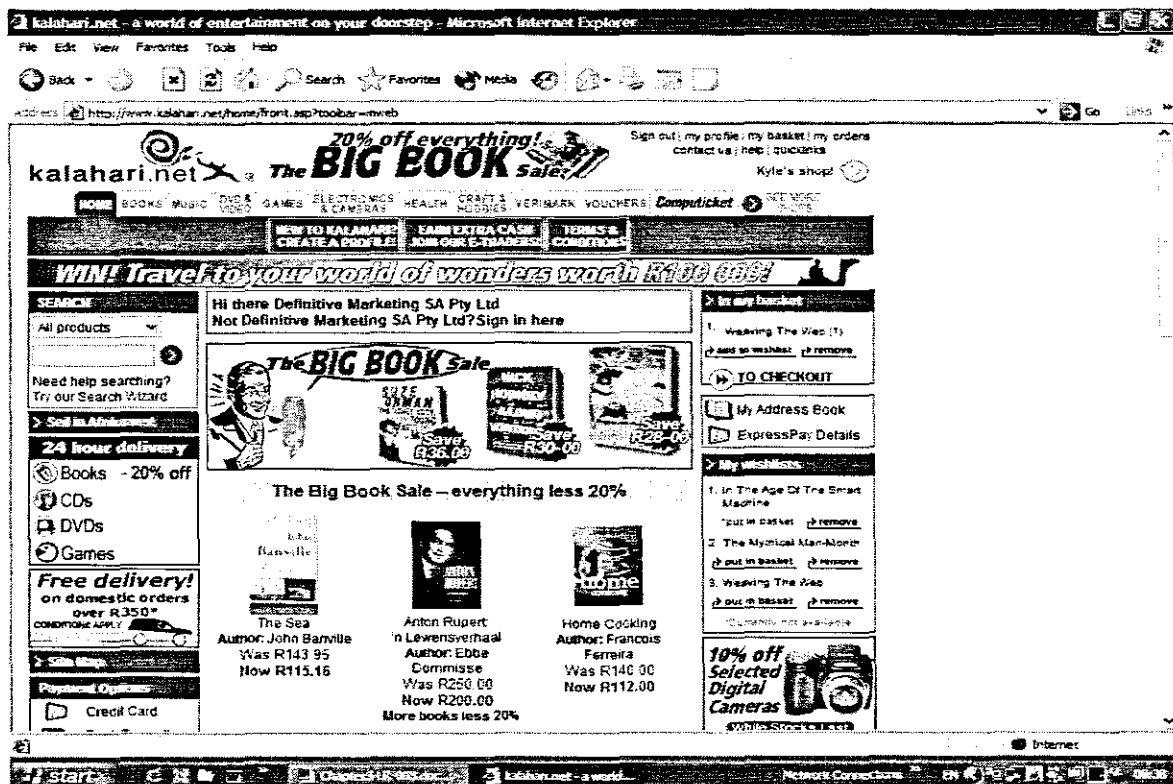 kalahari.net - a world of entertainment on your doorstep - Microsoft Internet Explorer
File Edit View Favorites Tools Help
Back Search Favorites Media
Address http://www.kalahari.net/home/front.asp?toolbar=mweb Go Links
kalahari.net
20% off everything!
The BIG BOOK Sale!
Sign out | my profile | my basket | my orders
contact us | help | quicklinks
Kyle's shop!
HOME BOOKS MUSIC DVD & VIDEO GAMES ELECTRONICS & CAMERAS HEALTH CRAFT & HOBBIES VERIMARK VOUCHERS Computicket SEE MORE SHOPS
NEW TO KALAHARI? CREATE A PROFILE!
EARN EXTRA CASH JOIN OUR E-TRADERS!
TERMS & CONDITIONS
WIN! Travel to your world of wonders worth R100 000!
SEARCH
All products
Need help searching?
Try our Search Wizard
> Sell in Afrikaans
24 hour delivery
Books - 20% off
CDs
DVDs
Games
Free delivery!
on domestic orders
over R350*
CONDITIONS APPLY
> Site Map
Payment Options
Credit Card
Hi there Definitive Marketing SA Pty Ltd
Not Definitive Marketing SA Pty Ltd? Sign in here
The BIG BOOK Sale
SUZE ORMAN
Save R36.00
Save R30-00
Save R28-00
The Big Book Sale – everything less 20%
John Banville
The Sea
Author: John Banville
Was R143.95
Now R115.16
Anton Rupert
'n Lewensverhaal
Author: Ebbe
Dommisse
Was R250.00
Now R200.00
More books less 20%
Home
Home Cooking
Author: Francois
Ferreira
Was R140.00
Now R112.00
> In my basket
1. Weaving The Web (1)
add to wishlist remove
TO CHECKOUT
My Address Book
ExpressPay Details
> My wishlists
1. In The Age Of The Smart
Machine
*put in basket remove
2. The Mythical Man-Month
put in basket remove
3. Weaving The Web
put in basket remove
*Currently not available
10% off
Selected
Digital
Cameras
While Stocks Last
Internet
start kalahari.net - a world... Network Connections EN